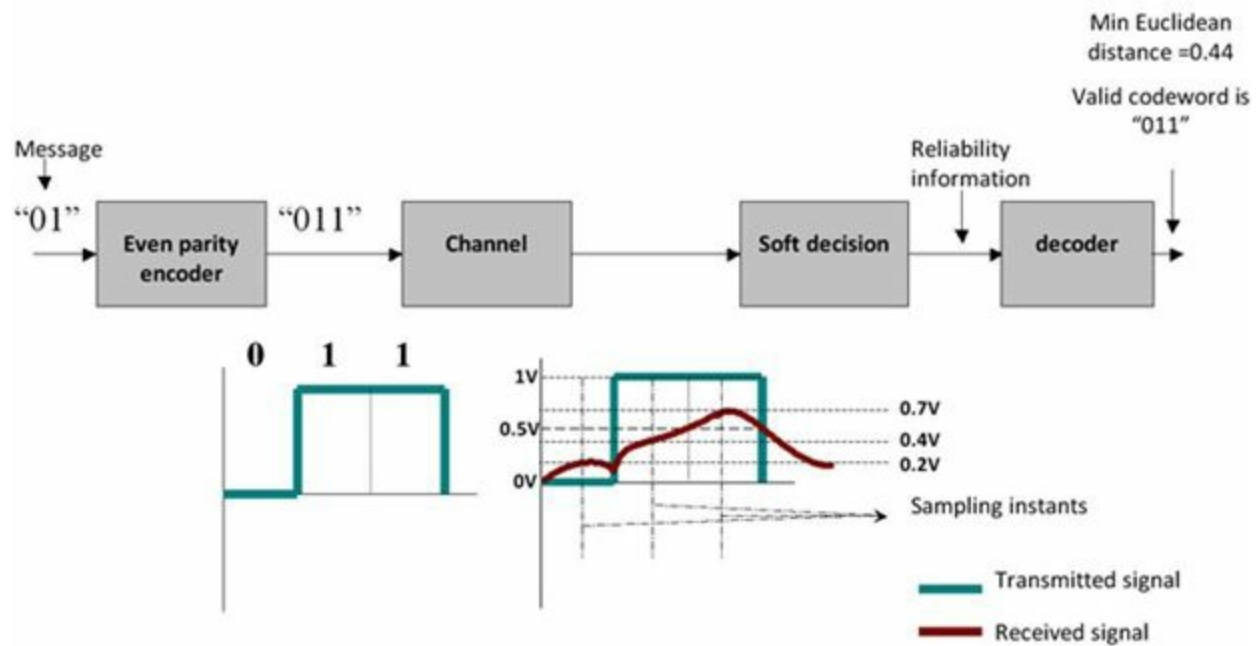 Min Euclidean
distance =0.44
Valid codeword is
“011”
Message
Reliability
information
“01”
“011”
Even parity
encoder
Channel
Soft decision
decoder
0 1 1
1V
0.7V
0.5V
0.4V
0.2V
0V
Sampling instants
Transmitted signal
Received signal